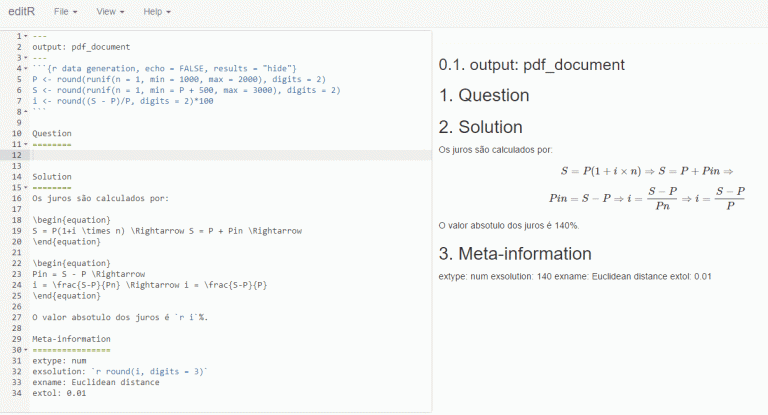 editR File View Help
1 ---
2 output: pdf_document
3 ---
4 ```{r data generation, echo = FALSE, results = "hide"}
5 P <- round(runif(n = 1, min = 1000, max = 2000), digits = 2)
6 S <- round(runif(n = 1, min = P + 500, max = 3000), digits = 2)
7 i <- round((S - P)/P, digits = 2)*100
8 ```
9
10 Question
11 ========
12
13
14 Solution
15 ========
16 Os juros são calculados por:
17
18 \begin{equation}
19 S = P(1+i \times n) \Rightarrow S = P + Pin \Rightarrow
20 \end{equation}
21
22 \begin{equation}
23 Pin = S - P \Rightarrow
24 i = \frac{S-P}{Pn} \Rightarrow i = \frac{S-P}{P}
25 \end{equation}
26
27 O valor absotulo dos juros é `r i`%.
28
29 Meta-information
30 ================
31 extype: num
32 exsolution: `r round(i, digits = 3)`
33 exname: Euclidean distance
34 extol: 0.01
0.1. output: pdf_document
1. Question
2. Solution
Os juros são calculados por:
S = P(1 + i × n) ⇒ S = P + Pin ⇒
Pin = S − P ⇒ i = (S − P)/(Pn) ⇒ i = (S − P)/P
O valor absotulo dos juros é 140%.
3. Meta-information
extype: num exsolution: 140 exname: Euclidean distance extol: 0.01